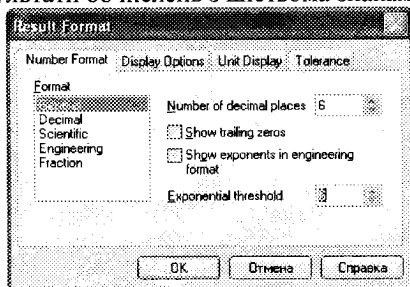 Result Format
Number Format Display Options Unit Display Tolerance
Format
Decimal
Scientific
Engineering
Fraction
Number of decimal places 6
Show trailing zeros
Show exponents in engineering
format
Exponential threshold
OK Отмена Справка